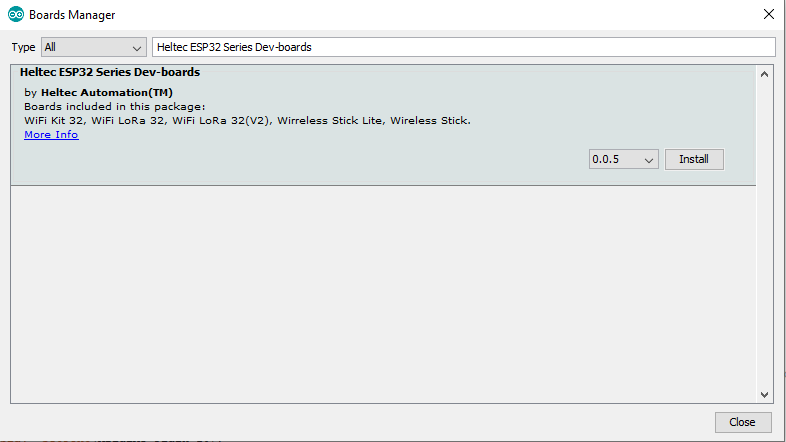 Boards Manager
Type All Heltec ESP32 Series Dev-boards
Heltec ESP32 Series Dev-boards
by Heltec Automation(TM)
Boards included in this package:
WiFi Kit 32, WiFi LoRa 32, WiFi LoRa 32(V2), Wirreless Stick Lite, Wireless Stick.
More Info
0.0.5 Install
Close